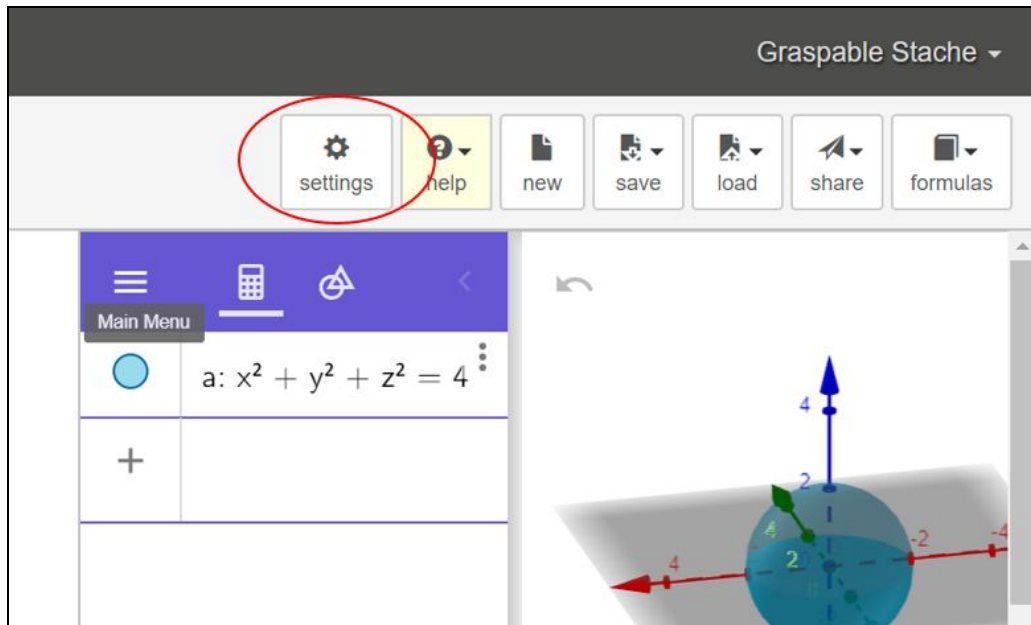 Graspable Stache
settings help new save load share formulas
Main Menu
a: x² + y² + z² = 4
4
2
4
2
4
-2
-4